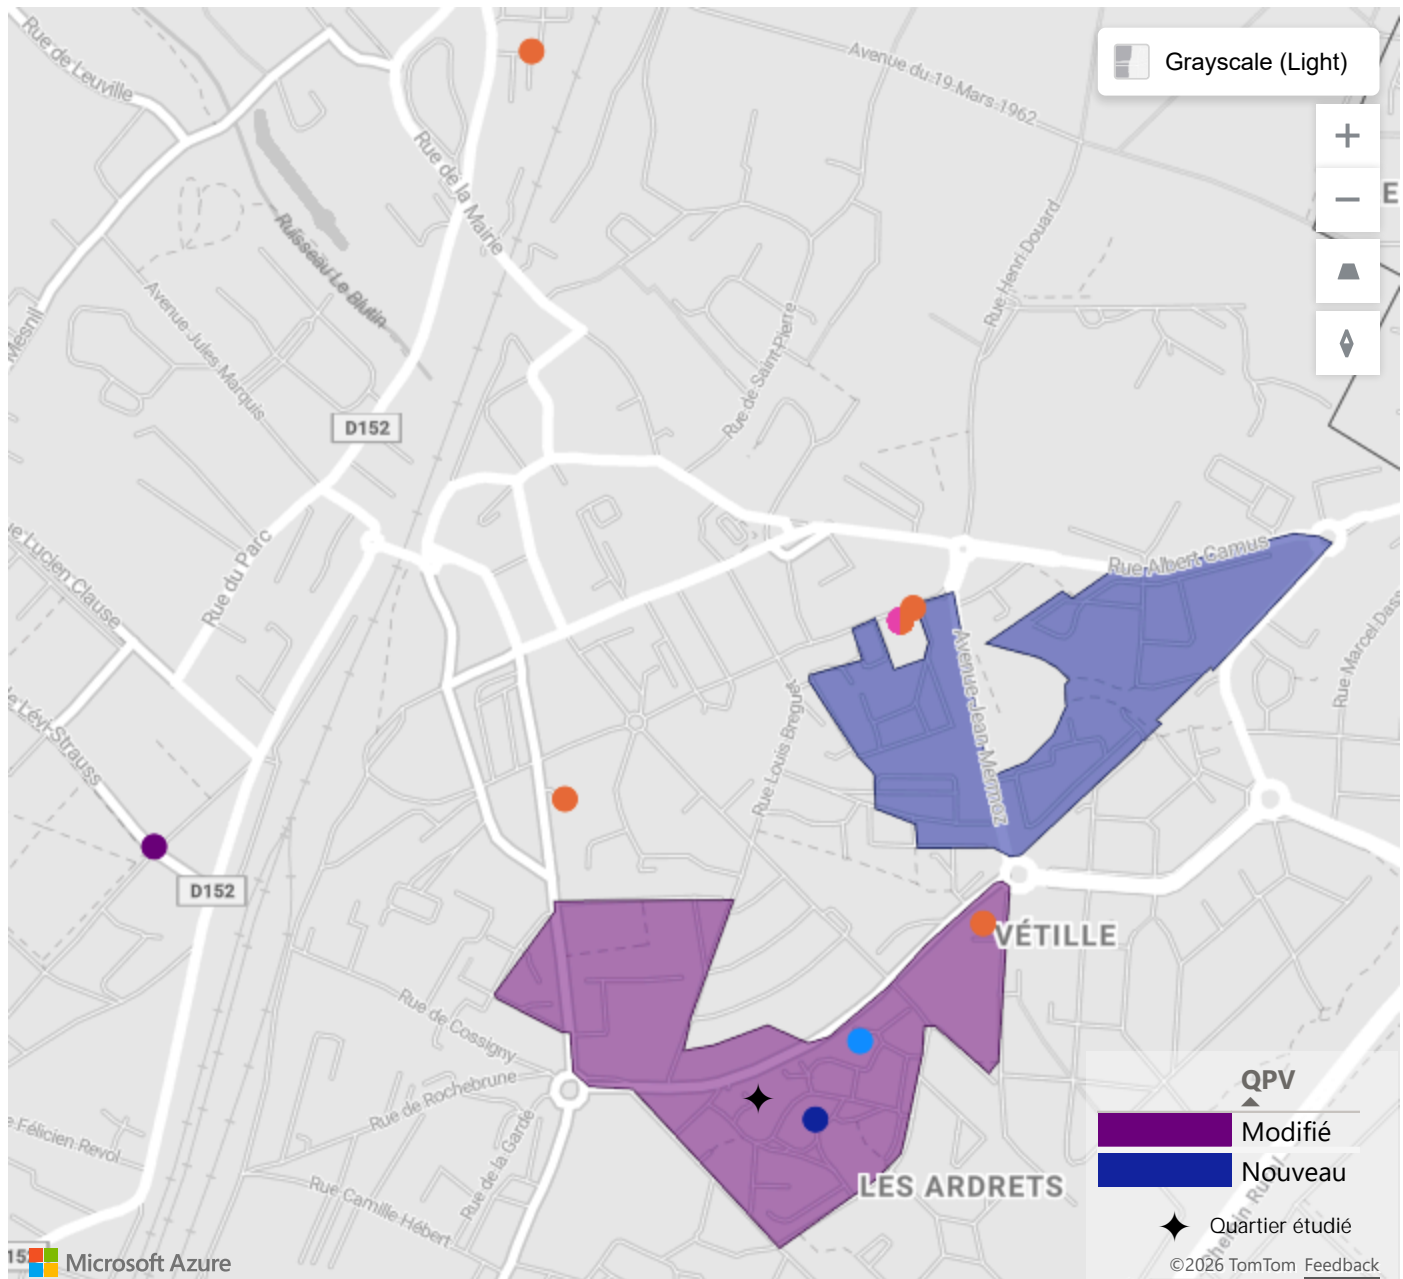 Rue de Leuville
Avenue du 19 Mars 1962
Grayscale (Light)
E
Rue de la Mairie
Ruisseau Le Blutin
Rue Henri Douard
Avenue Jules Marquis
Mesnil
Rue de Saint-Pierre
D152
ue Lucien Clause
Rue du Parc
Rue Albert Camus
Rue Marcel Dass
Avenue Jean Mermoz
Rue Louis Breguet
de Lévi-Strauss
D152
VÉTILLE
Rue de Cossigny
Rue de Rochebrune
Rue de la Garde
e Félicien Revol
Rue Camille Hébert
LES ARDRETS
QPV
Modifié
Nouveau
Quartier étudié
152
Microsoft Azure
©2026 TomTom Feedback